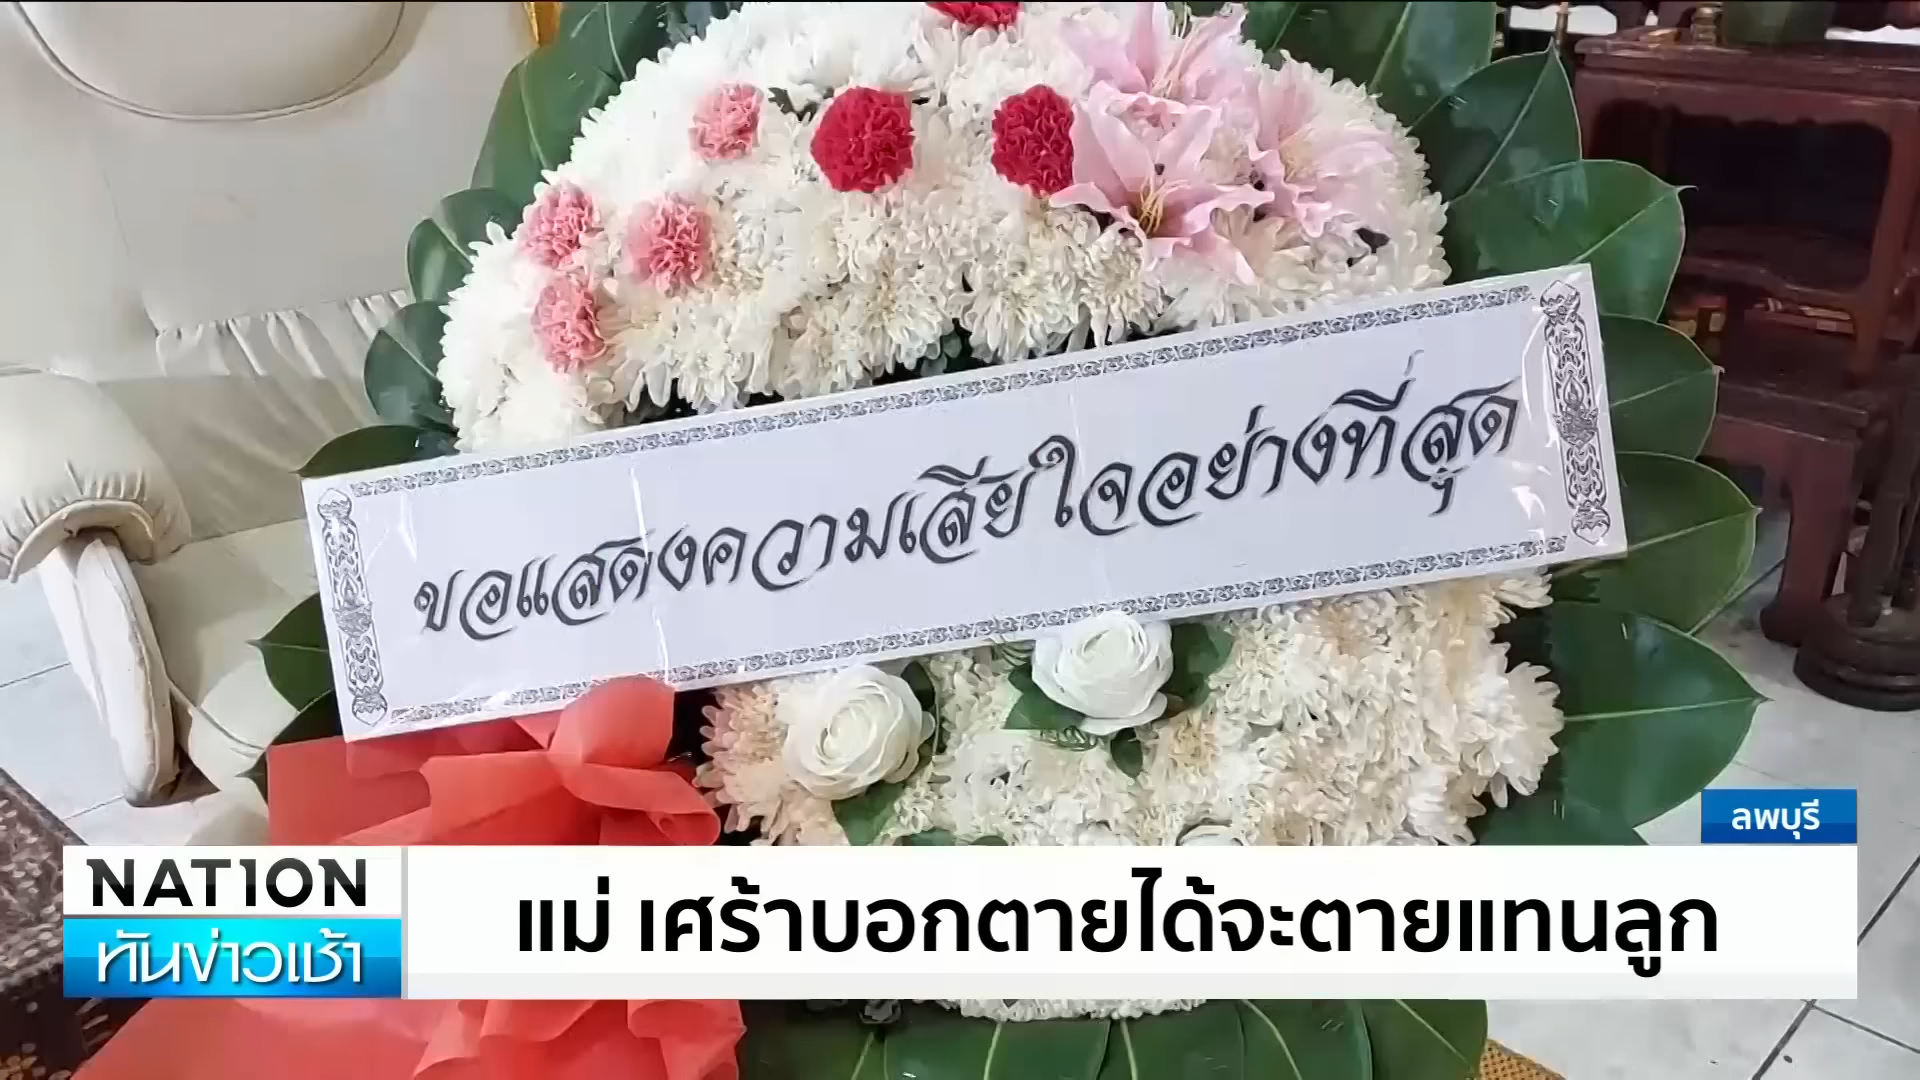 ขอแสดงความเสียใจอย่างที่สุด
ลพบุรี
NATION
ทันข่าวเช้า
แม่ เศร้าบอกตายได้จะตายแทนลูก